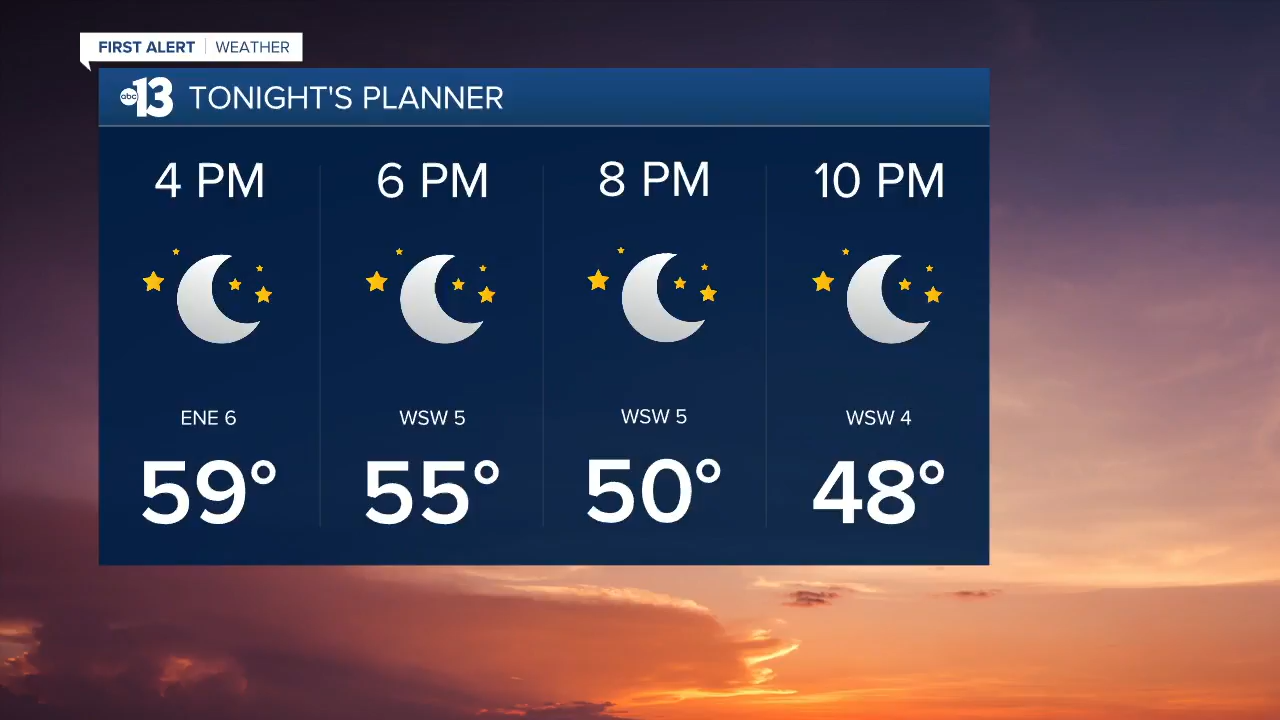 FIRST ALERT | WEATHER
abc 13 TONIGHT'S PLANNER
4 PM 6 PM 8 PM 10 PM
ENE 6 WSW 5 WSW 5 WSW 4
59° 55° 50° 48°